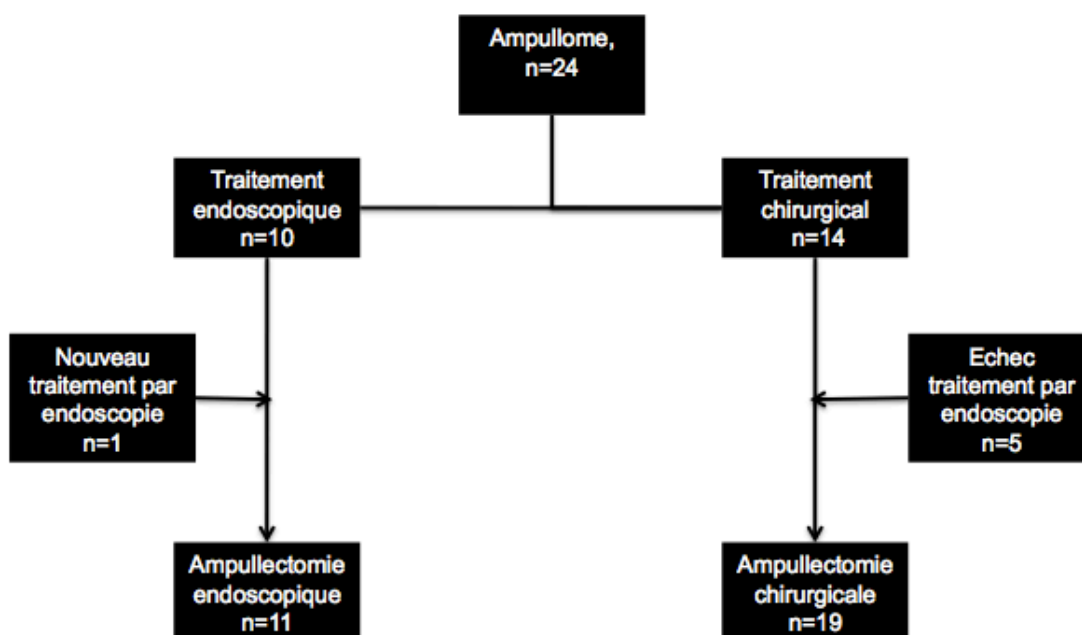 Ampullome,
n=24
Traitement
endoscopique
n=10
Traitement
chirurgical
n=14
Nouveau
traitement par
endoscopie
n=1
Echec
traitement par
endoscopie
n=5
Ampullectomie
endoscopique
n=11
Ampullectomie
chirurgicale
n=19